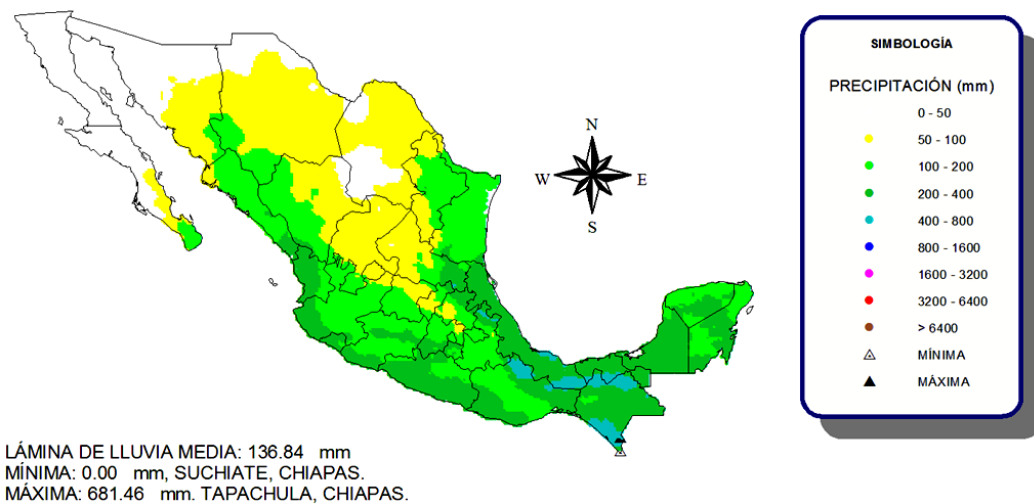 SIMBOLOGÍA
PRECIPITACIÓN (mm)
0 - 50
50 - 100
100 - 200
200 - 400
400 - 800
800 - 1600
1600 - 3200
3200 - 6400
> 6400
MÍNIMA
MÁXIMA
N
W E
S
LÁMINA DE LLUVIA MEDIA: 136.84 mm
MÍNIMA: 0.00 mm, SUCHIATE, CHIAPAS.
MÁXIMA: 681.46 mm. TAPACHULA, CHIAPAS.